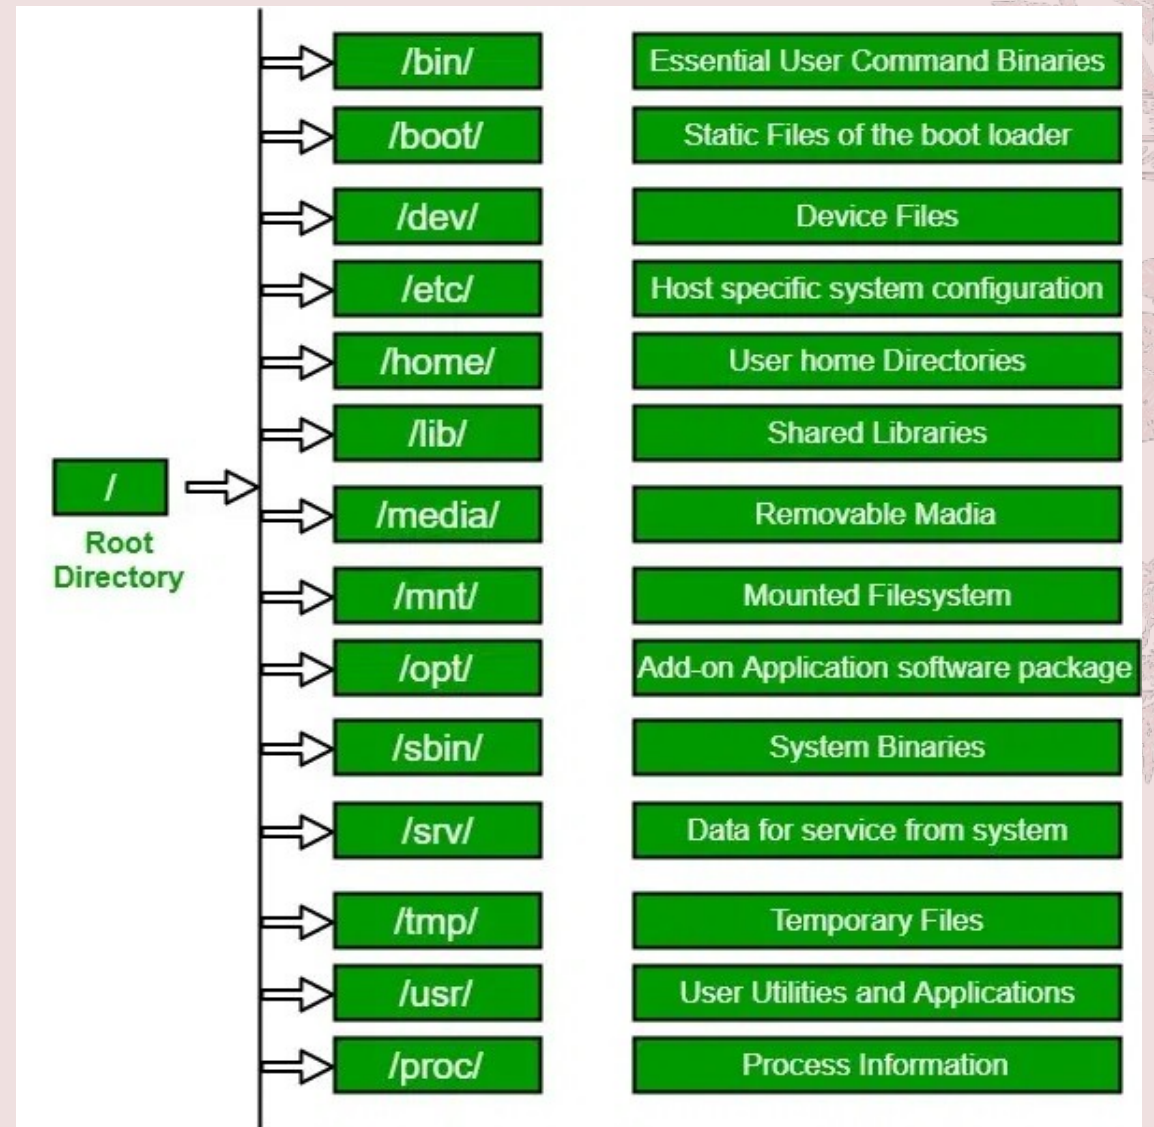 /bin/ Essential User Command Binaries
/boot/ Static Files of the boot loader
/dev/ Device Files
/etc/ Host specific system configuration
/home/ User home Directories
/lib/ Shared Libraries
/
Root
Directory
/media/ Removable Madia
/mnt/ Mounted Filesystem
/opt/ Add-on Application software package
/sbin/ System Binaries
/srv/ Data for service from system
/tmp/ Temporary Files
/usr/ User Utilities and Applications
/proc/ Process Information